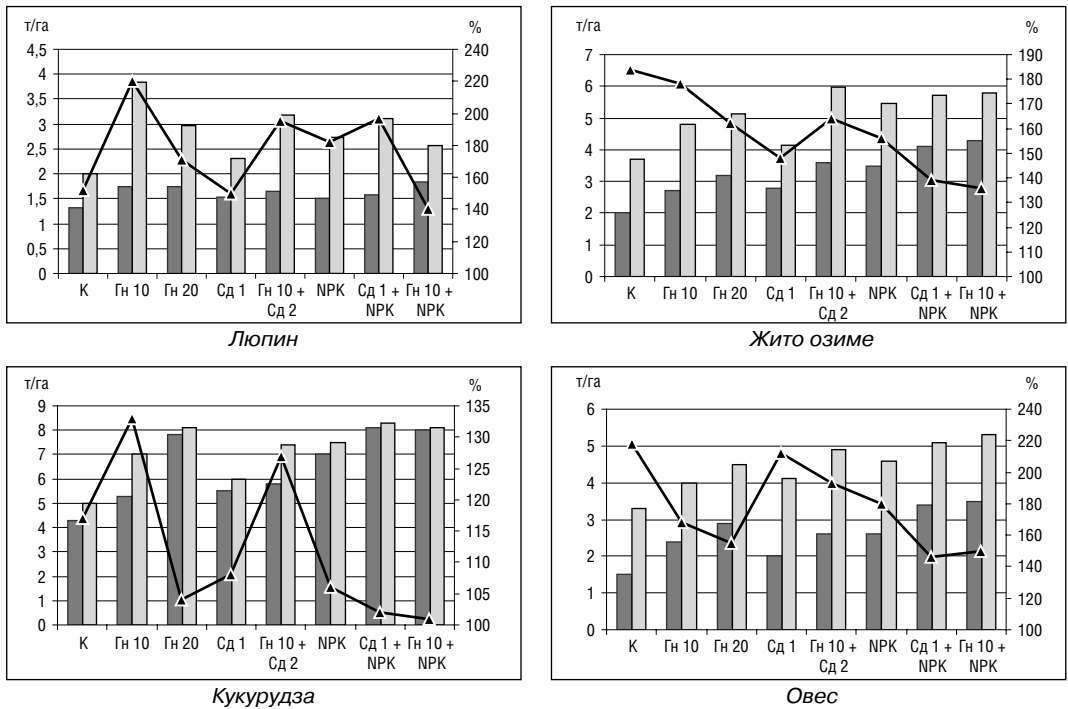 т/га %
4,5 240
4 220
3,5 200
3
2,5 180
2 160
1,5 140
1
0,5 120
0 100
К Гн 10 Гн 20 Сд 1 Гн 10 + NPK Сд 1 + Гн 10 +
Сд 2 NPK NPK
Люпин
т/га %
7 190
6 180
170
5 160
4 150
3 140
2 130
120
1 110
0 100
К Гн 10 Гн 20 Сд 1 Гн 10 + NPK Сд 1 + Гн 10 +
Сд 2 NPK NPK
Жито озиме
т/га %
9 135
8 130
7 125
6 120
5
4 115
3 110
2 105
1
0 100
К Гн 10 Гн 20 Сд 1 Гн 10 + NPK Сд 1 + Гн 10 +
Сд 2 NPK NPK
Кукурудза
т/га %
6 240
5 220
4 200
180
3 160
2 140
1 120
0 100
К Гн 10 Гн 20 Сд 1 Гн 10 + NPK Сд 1 + Гн 10 +
Сд 2 NPK NPK
Овес